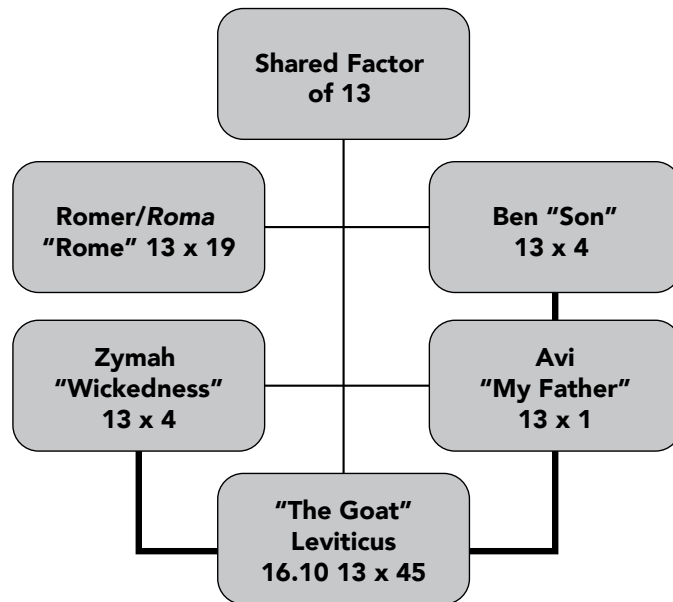 Shared Factor
of 13
Romer/Roma
“Rome” 13 x 19
Ben “Son”
13 x 4
Zymah
“Wickedness”
13 x 4
Avi
“My Father”
13 x 1
“The Goat”
Leviticus
16.10 13 x 45